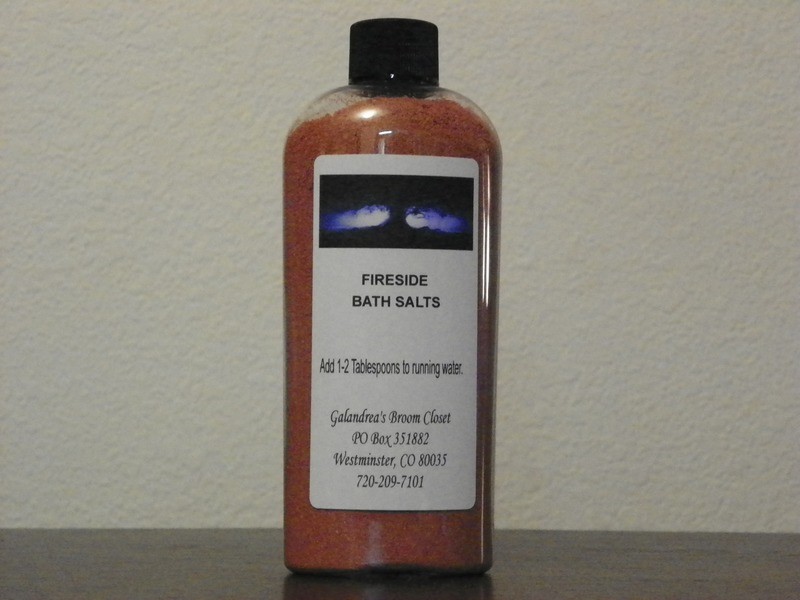 FIRESIDE
BATH SALTS
Add 1-2 Tablespoons to running water.
Galandrea's Broom Closet
PO Box 351882
Westminster, CO 80035
720-209-7101